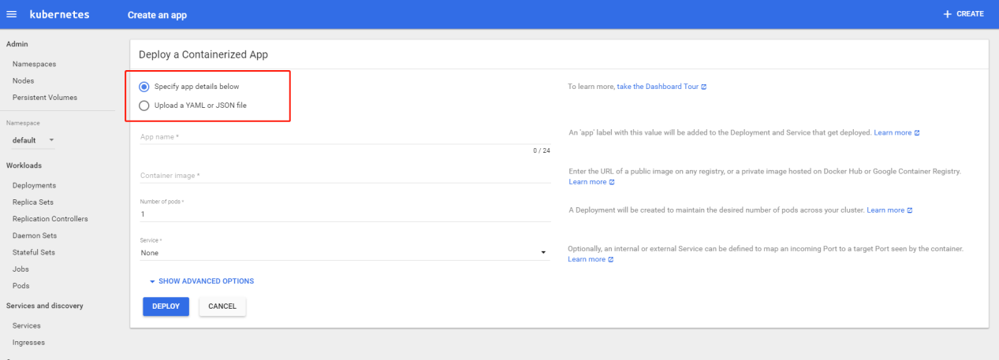 kubernetes
Create an app
+ CREATE
Admin
Namespaces
Nodes
Persistent Volumes
Namespace
default
Workloads
Deployments
Replica Sets
Replication Controllers
Daemon Sets
Stateful Sets
Jobs
Pods
Services and discovery
Services
Ingresses
Deploy a Containerized App
Specify app details below
Upload a YAML or JSON file
To learn more, take the Dashboard Tour
App name *
0 / 24
An 'app' label with this value will be added to the Deployment and Service that get deployed. Learn more
Container image *
Enter the URL of a public image on any registry, or a private image hosted on Docker Hub or Google Container Registry.
Learn more
Number of pods *
1
A Deployment will be created to maintain the desired number of pods across your cluster. Learn more
Service *
None
Optionally, an internal or external Service can be defined to map an incoming Port to a target Port seen by the container.
Learn more
SHOW ADVANCED OPTIONS
DEPLOY
CANCEL